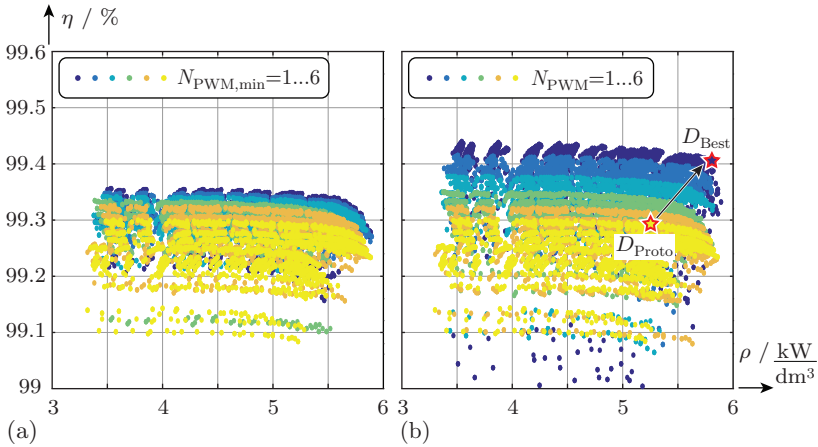 η / %
99.6
99.5
99.4
99.3
99.2
99.1
99
N_PWM,min=1...6
3 4 5 6
(a)
N_PWM=1...6
D_Best
D_Proto
3 4 5 6
(b)
ρ / kW/dm³